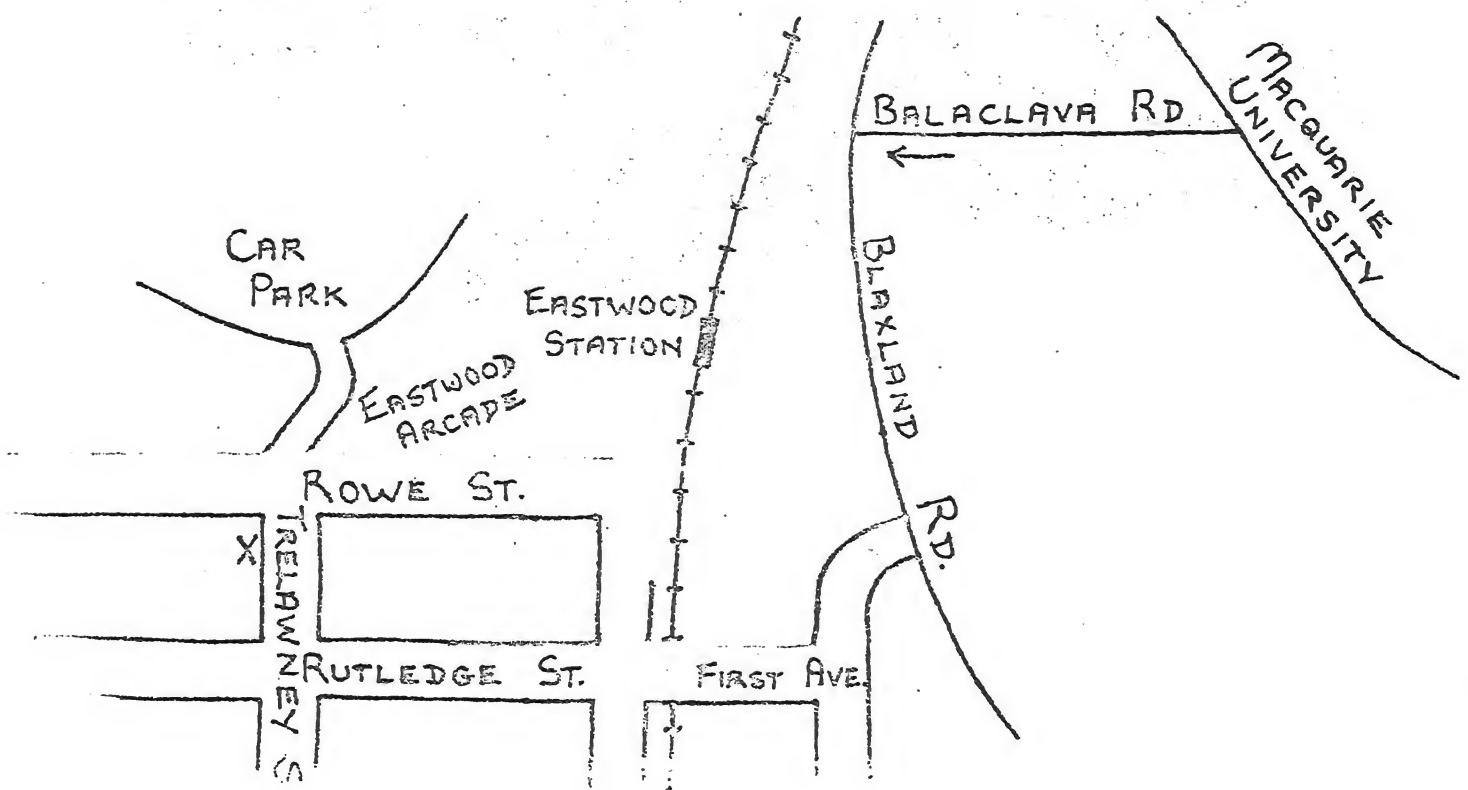 BALACLAVA RD
MACQUARIE
UNIVERSITY
CAR
PARK
EASTWOOD
STATION
BLAXLAND
RD.
EASTWOOD
ARCADE
ROWE ST.
X
TRELAWNEY S
RUTLEDGE ST.
FIRST AVE.